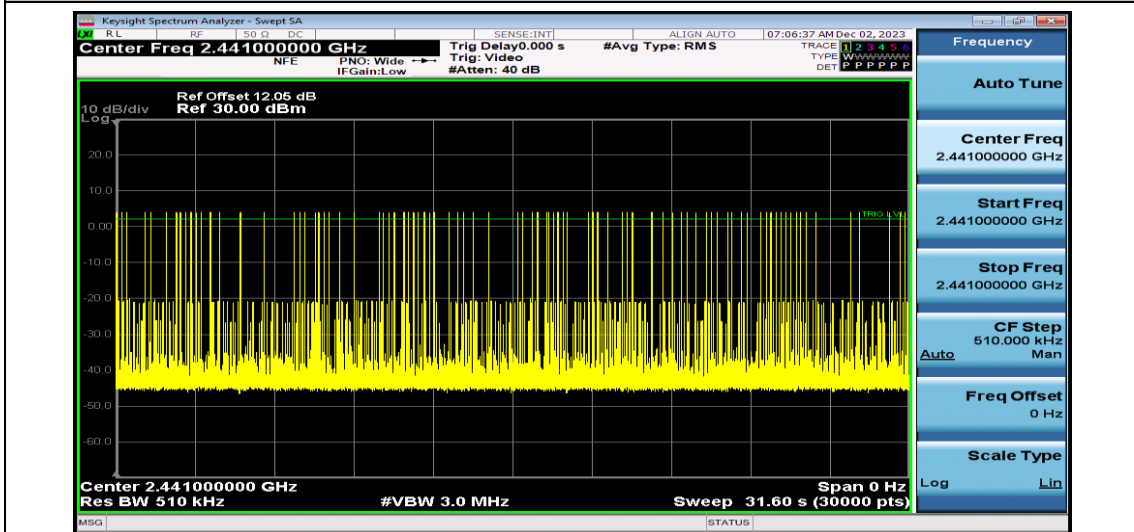 Keysight Spectrum Analyzer - Swept SA
LXI RL RF 50 Ω DC SENSE:INT ALIGN AUTO 07:06:37 AM Dec 02, 2023
Center Freq 2.441000000 GHz
NFE PNO: Wide IFGain:Low
Trig Delay0.000 s
Trig: Video
#Atten: 40 dB
#Avg Type: RMS
TRACE 1 2 3 4 5 6
TYPE WWWWWW
DET P P P P P P
Ref Offset 12.05 dB
10 dB/div Ref 30.00 dBm
Log
20.0
10.0
0.00
-10.0
-20.0
-30.0
-40.0
-50.0
-60.0
TRIG LVL
Center 2.441000000 GHz Span 0 Hz
Res BW 510 kHz #VBW 3.0 MHz Sweep 31.60 s (30000 pts)
MSG STATUS
Frequency
Auto Tune
Center Freq
2.441000000 GHz
Start Freq
2.441000000 GHz
Stop Freq
2.441000000 GHz
CF Step
510.000 kHz
Auto Man
Freq Offset
0 Hz
Scale Type
Log Lin